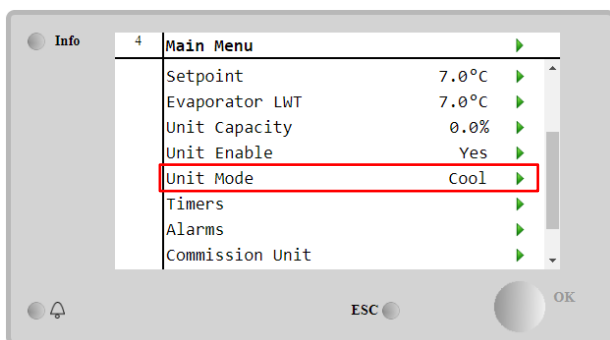 Info
4 Main Menu
Setpoint 7.0°C
Evaporator LWT 7.0°C
Unit Capacity 0.0%
Unit Enable Yes
Unit Mode Cool
Timers
Alarms
Commission Unit
ESC
OK